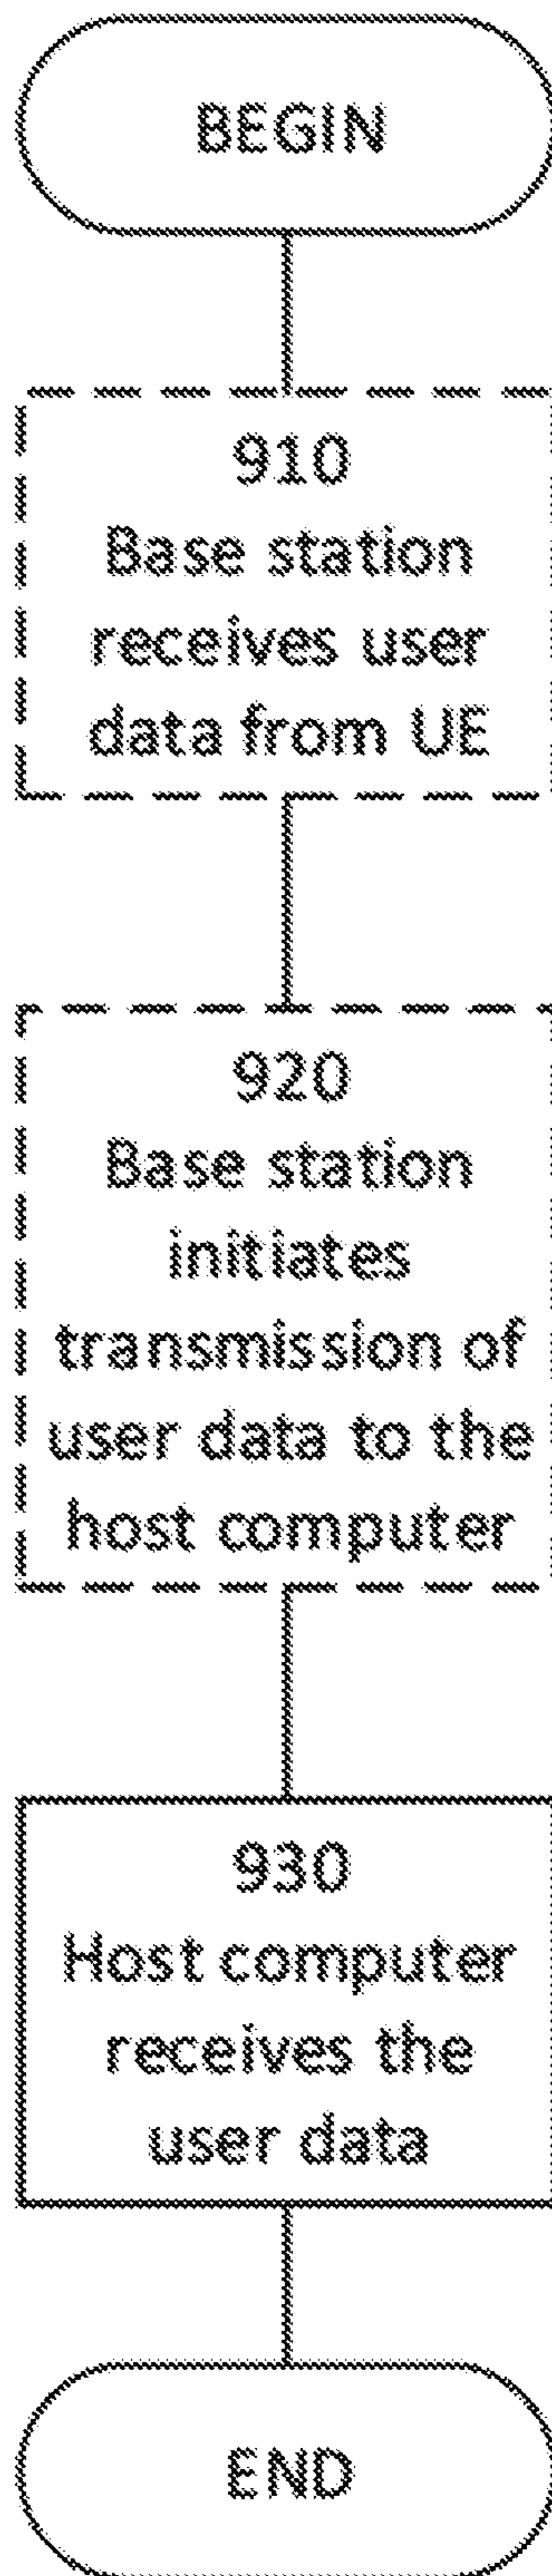 BEGIN
910
Base station
receives user
data from UE
920
Base station
initiates
transmission of
user data to the
host computer
930
Host computer
receives the
user data
END